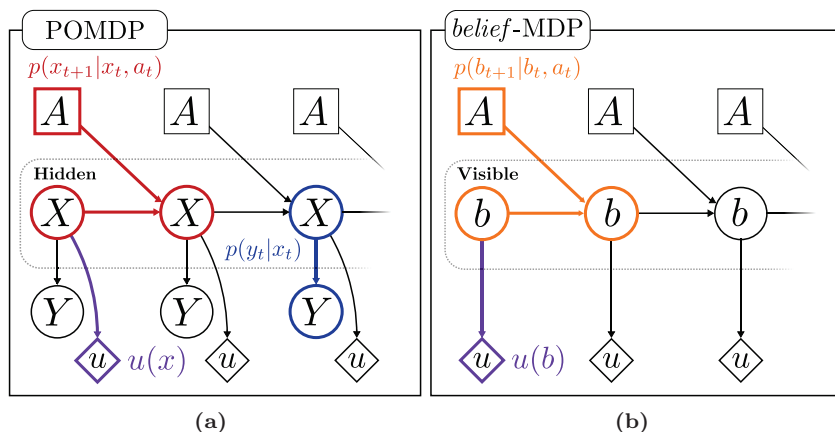 POMDP
p(x_{t+1}|x_t, a_t)
A A A
Hidden
X X X
p(y_t|x_t)
Y Y Y
u u(x) u u
(a)
belief-MDP
p(b_{t+1}|b_t, a_t)
A A A
Visible
b b b
u u(b) u u
(b)